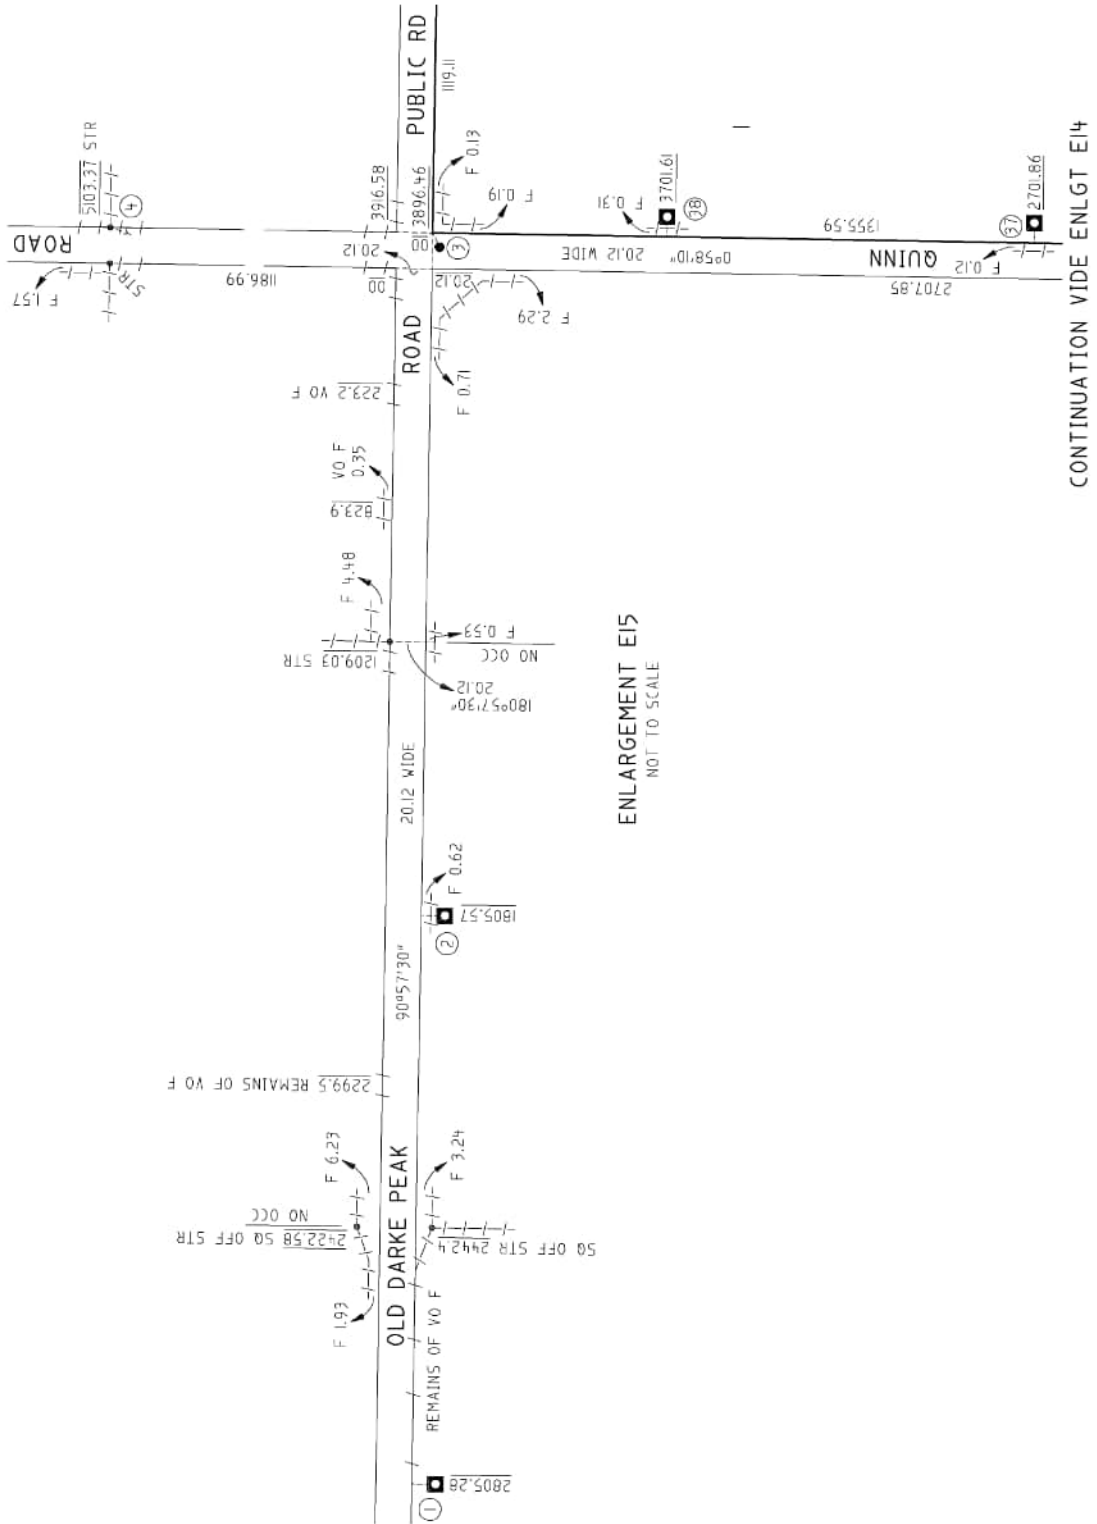 PUBLIC RD
1119.11
5103.37 STR
4
ROAD
F 1.57
STR
1186.99
3916.58
3896.46
F 0.13
F 0.19
F 0.31
3701.61
38
00
20.12
00
3
20.12
0°58'10"
20.12 WIDE
1355.59
QUINN
37
2701.86
F 0.12
2707.85
CONTINUATION VIDE ENLGT E14
F 2.29
ROAD
F 0.71
223.2 VO F
VO F
0.35
823.9
F 4.48
1209.03 STR
F 0.53
NO OCC
20.12
180°57'30"
ENLARGEMENT E15
NOT TO SCALE
20.12 WIDE
F 0.62
1805.57
2
90°57'30"
2299.5 REMAINS OF VO F
F 6.23
NO OCC
2422.58 SQ OFF STR
F 3.24
SQ OFF STR 2442.4
OLD DARKE PEAK
F 1.93
REMAINS OF VO F
2805.28
1